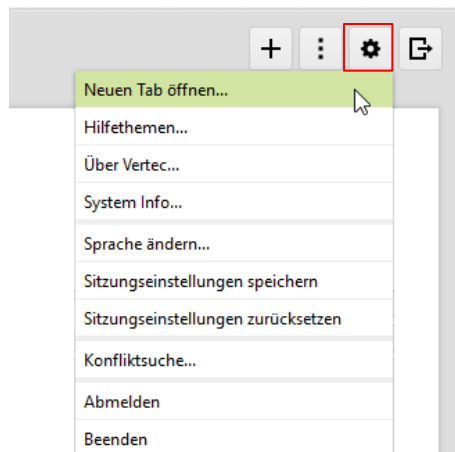 Neuen Tab öffnen...
Hilfethemen...
Über Vertec...
System Info...
Sprache ändern...
Sitzungseinstellungen speichern
Sitzungseinstellungen zurücksetzen
Konfliktsuche...
Abmelden
Beenden